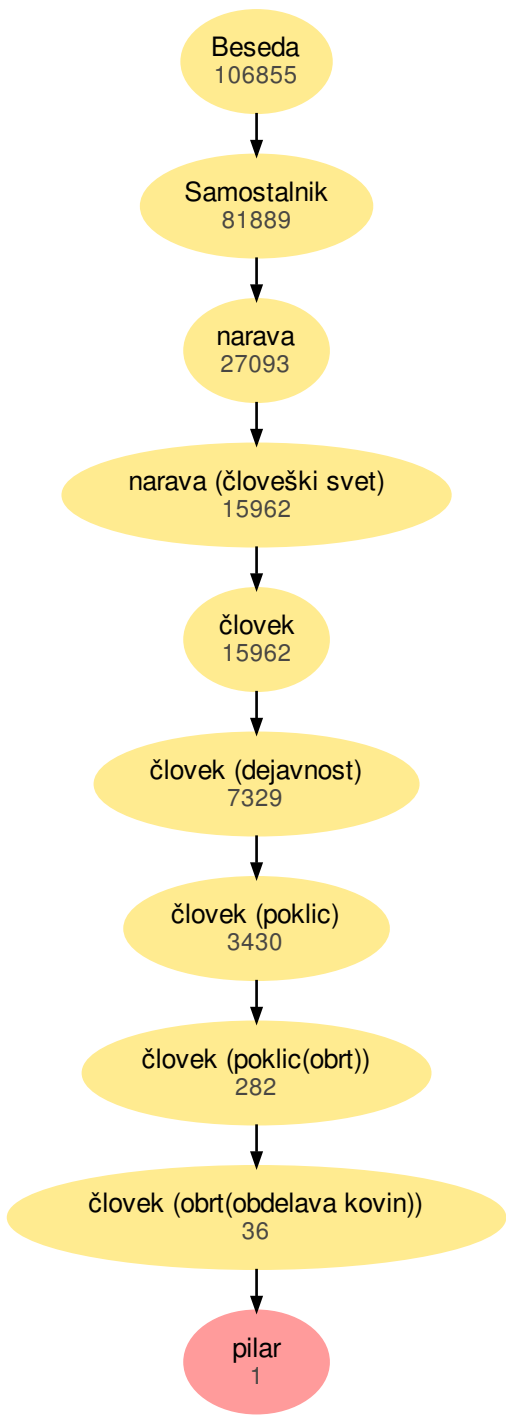 Beseda
106855
Samostalnik
81889
narava
27093
narava (človeški svet)
15962
človek
15962
človek (dejavnost)
7329
človek (poklic)
3430
človek (poklic(obrt))
282
človek (obrt(obdelava kovin))
36
pilar
1